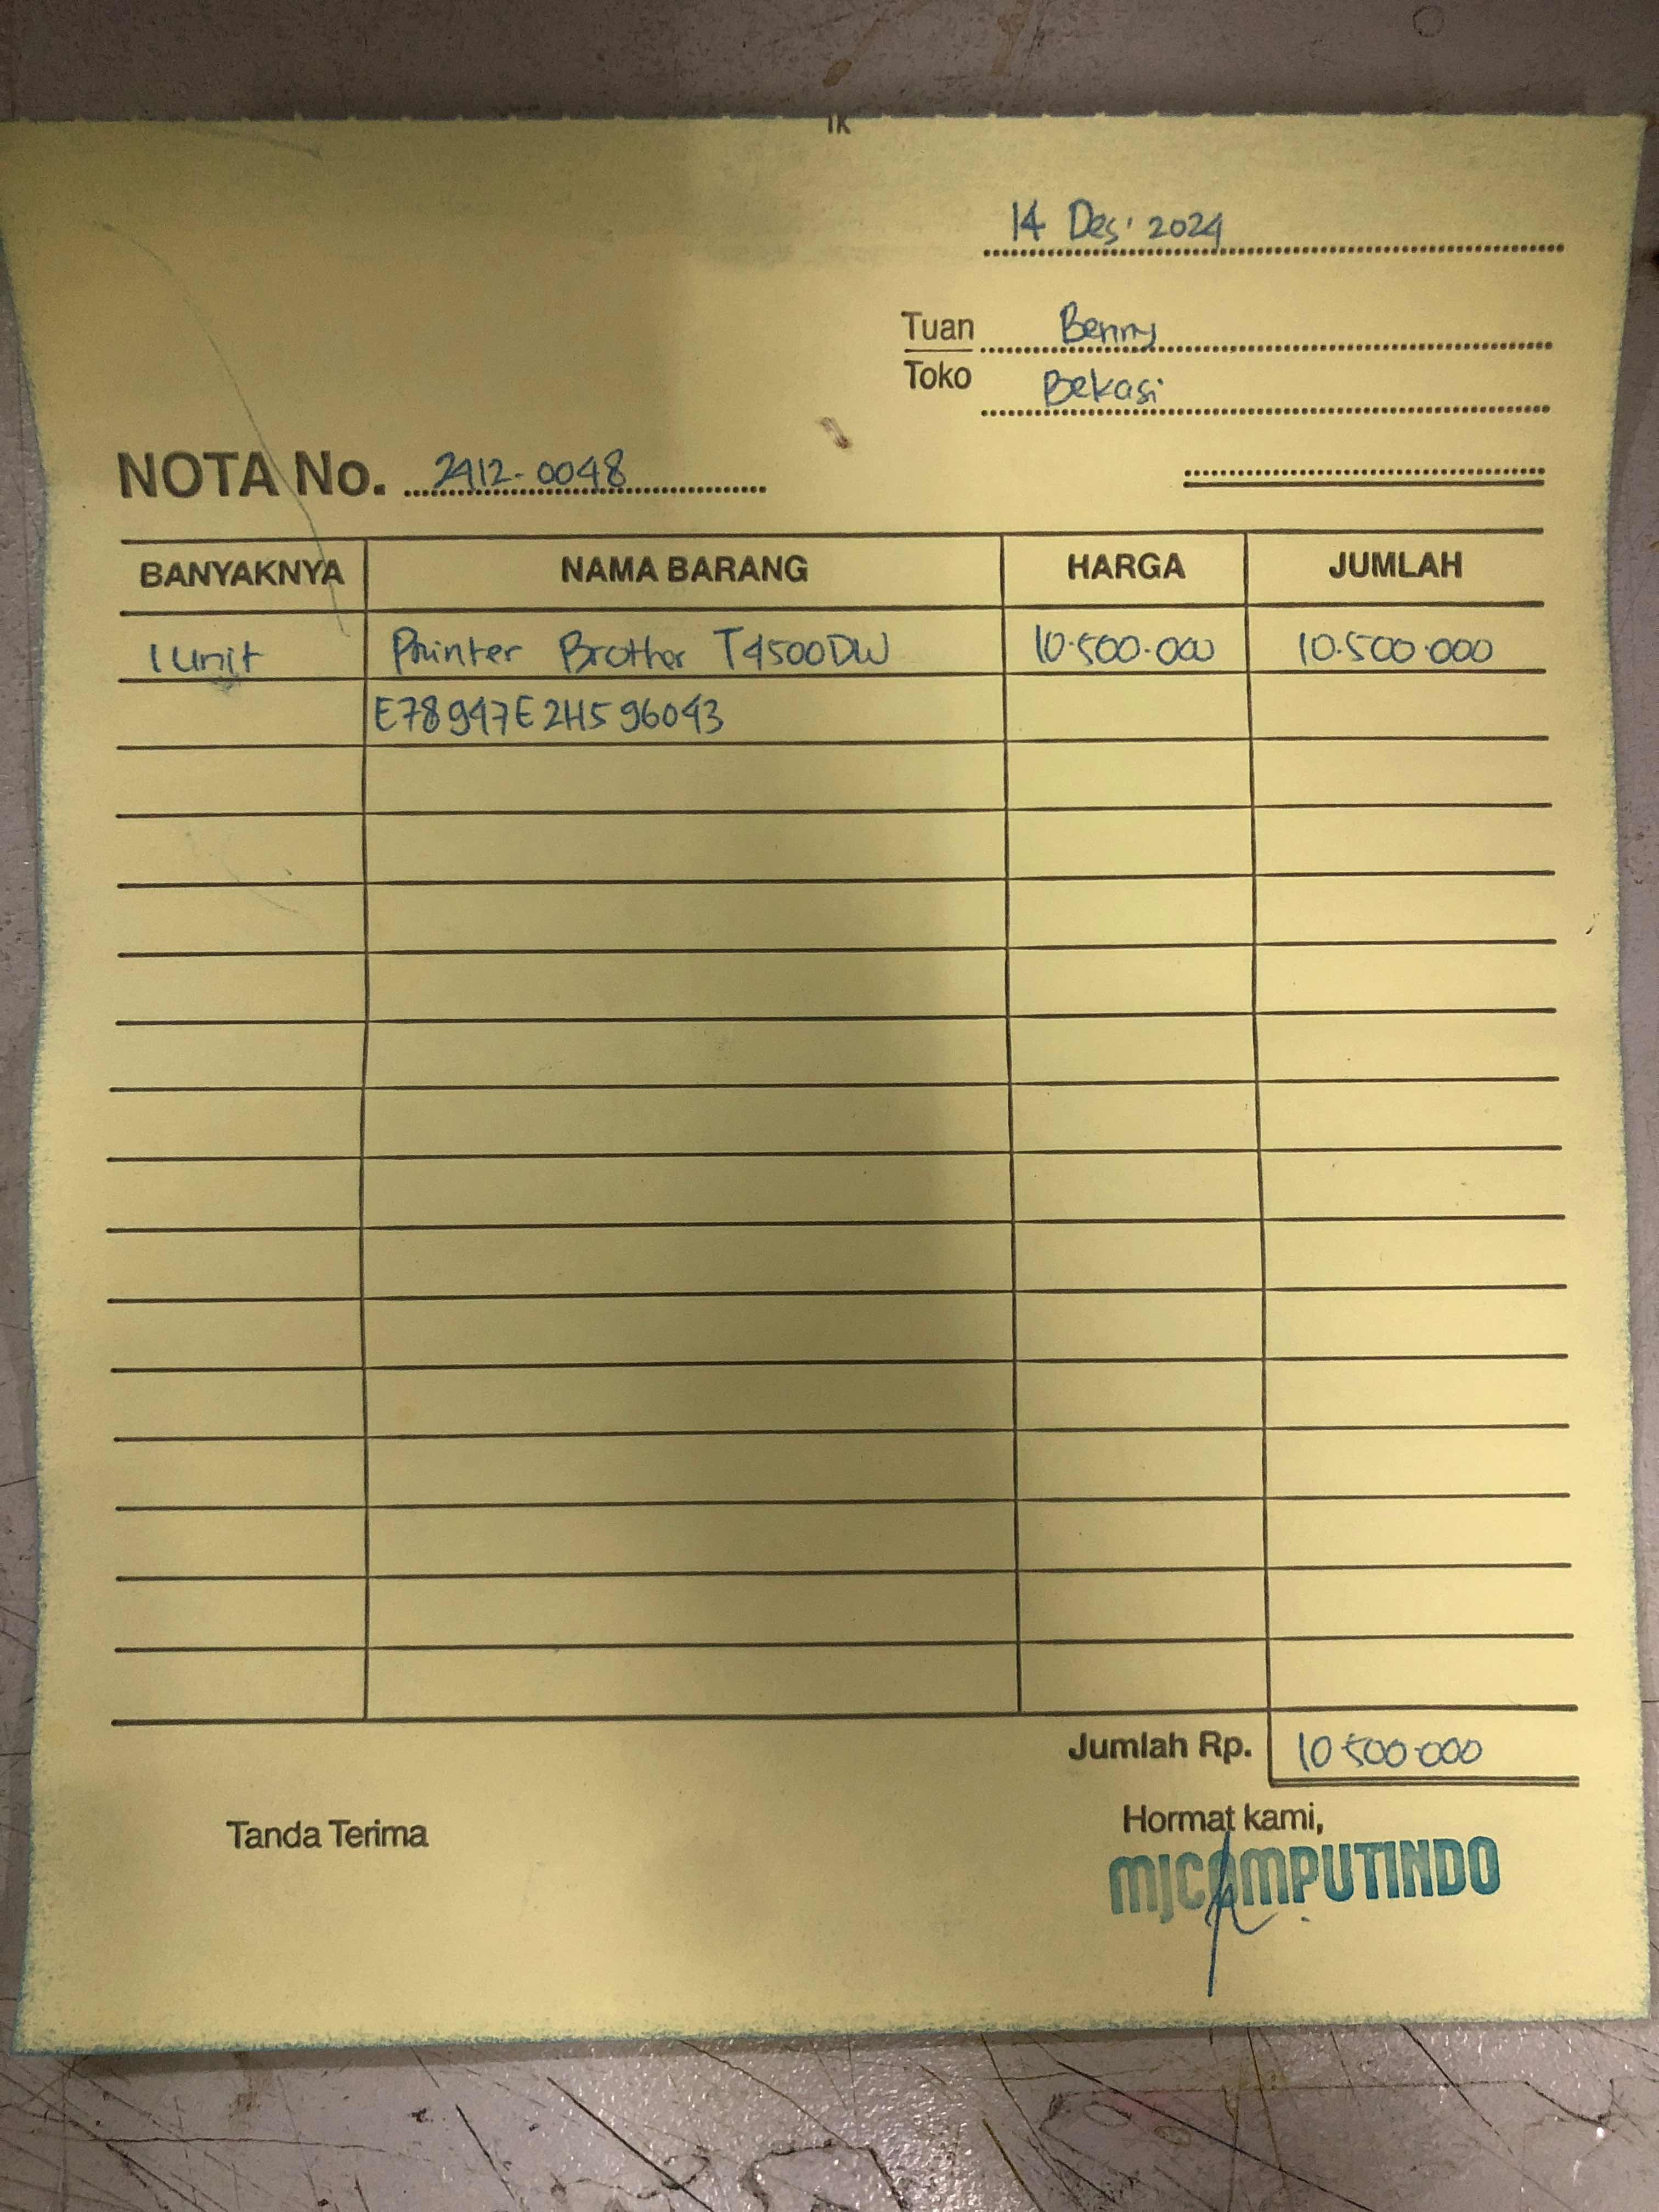 14 Des' 2024
Tuan Benny
Toko Bekasi
NOTA No. 2412-0048
BANYAKNYA NAMA BARANG HARGA JUMLAH
1 Unit Printer Brother T4500DW 10.500.000 10.500.000
E78947E2H596043
Jumlah Rp. 10.500.000
Tanda Terima Hormat kami,
MJCOMPUTINDO